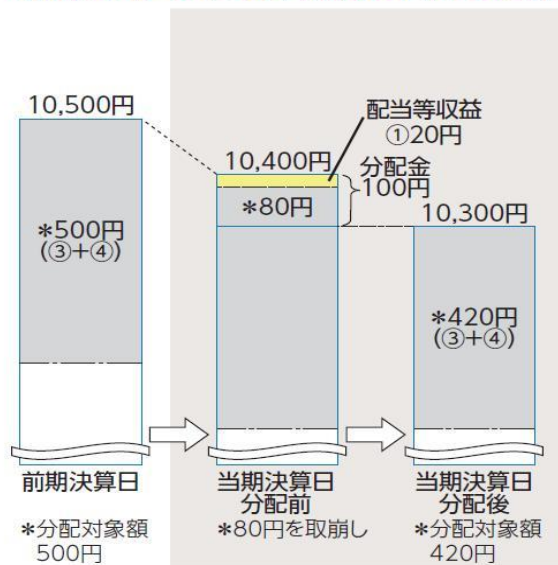 10,500円
配当等収益
①20円
10,400円
分配金
100円
*80円
10,300円
*500円
(③+④)
*420円
(③+④)
前期決算日
当期決算日
分配前
当期決算日
分配後
*分配対象額
500円
*80円を取崩し
*分配対象額
420円